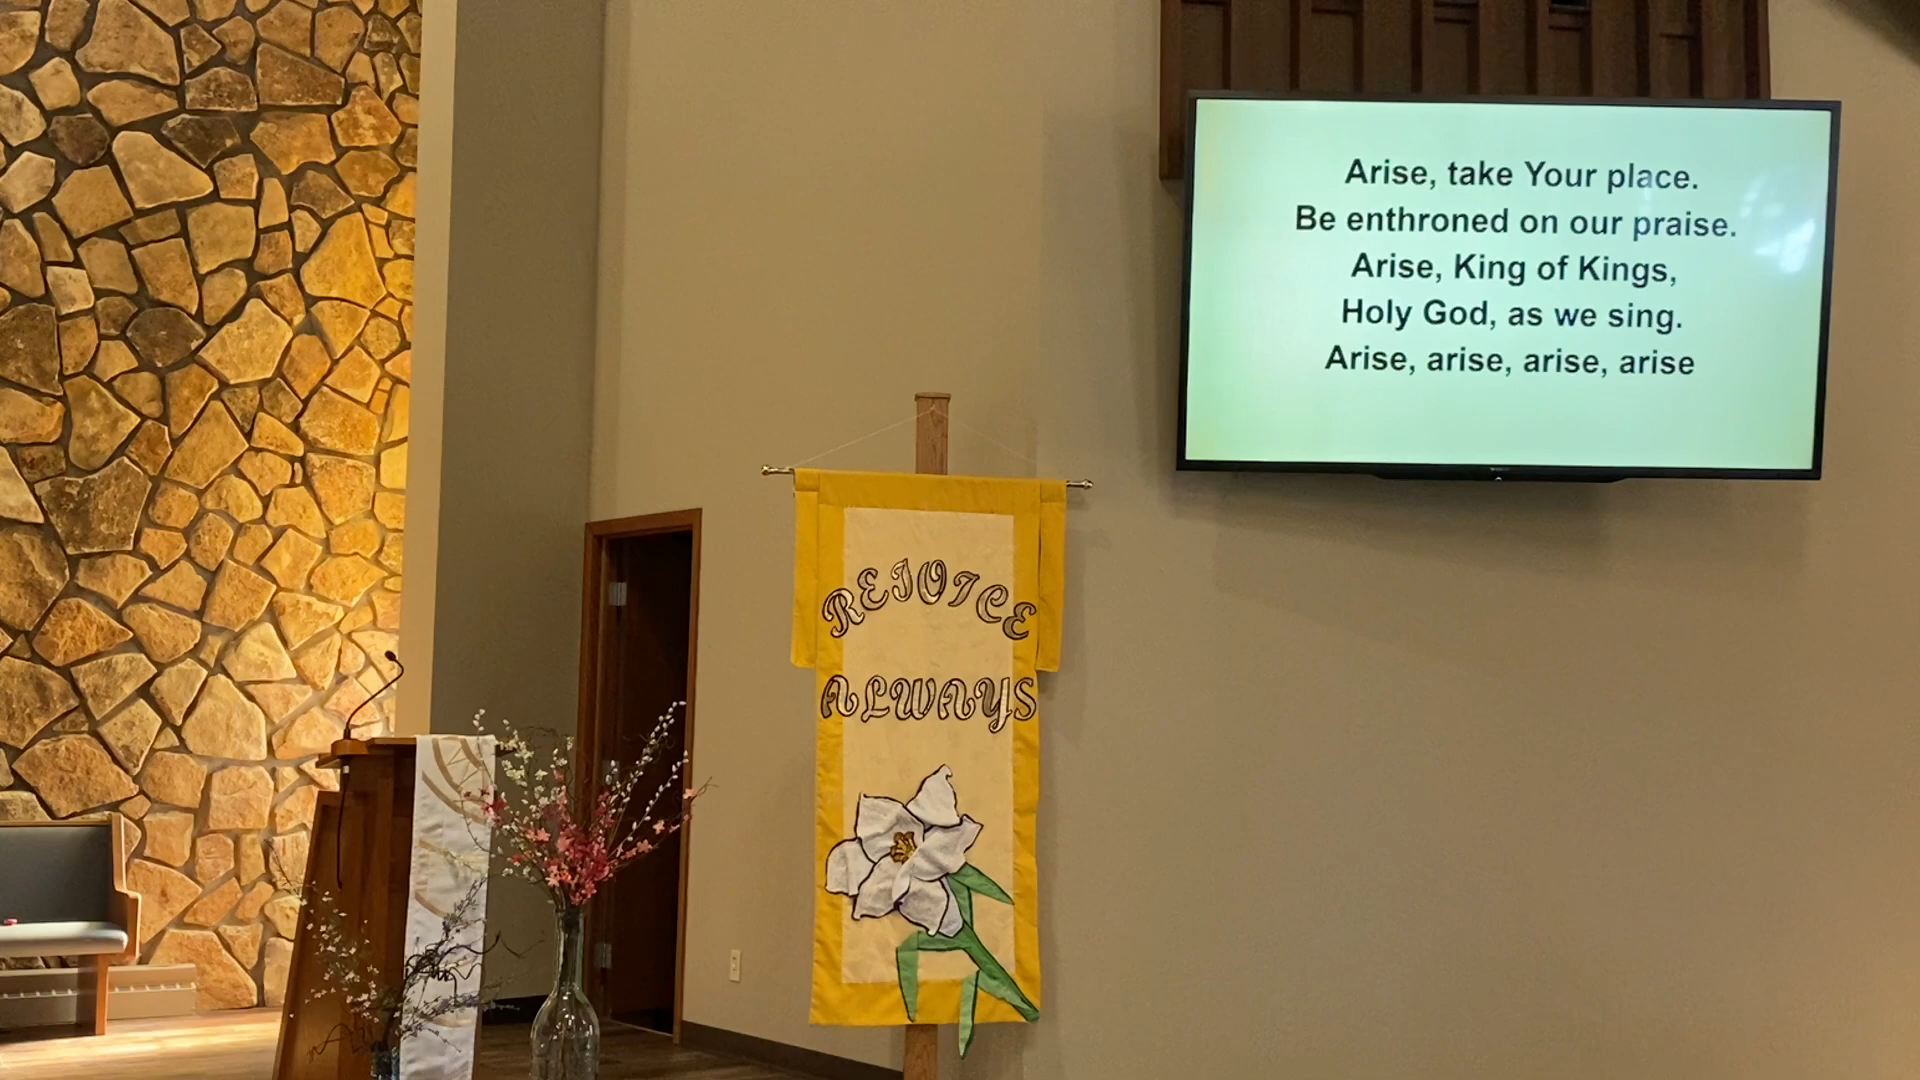 Arise, take Your place.
Be enthroned on our praise.
Arise, King of Kings,
Holy God, as we sing.
Arise, arise, arise, arise
REJOICE
ALWAYS